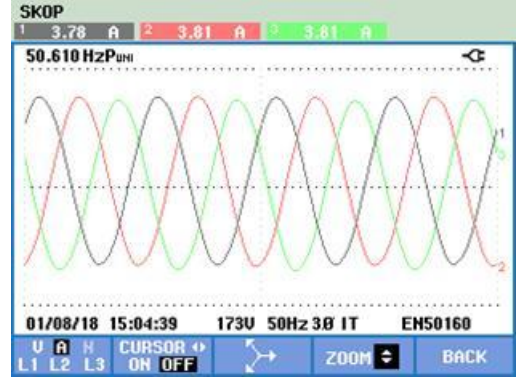 SKOP
1 3.78 A 2 3.81 A 3 3.81 A
50.610 HzPUNI
1
3
2
01/08/18 15:04:39 173V 50Hz 3Ø IT EN50160
V A N CURSOR ZOOM BACK
L1 L2 L3 ON OFF